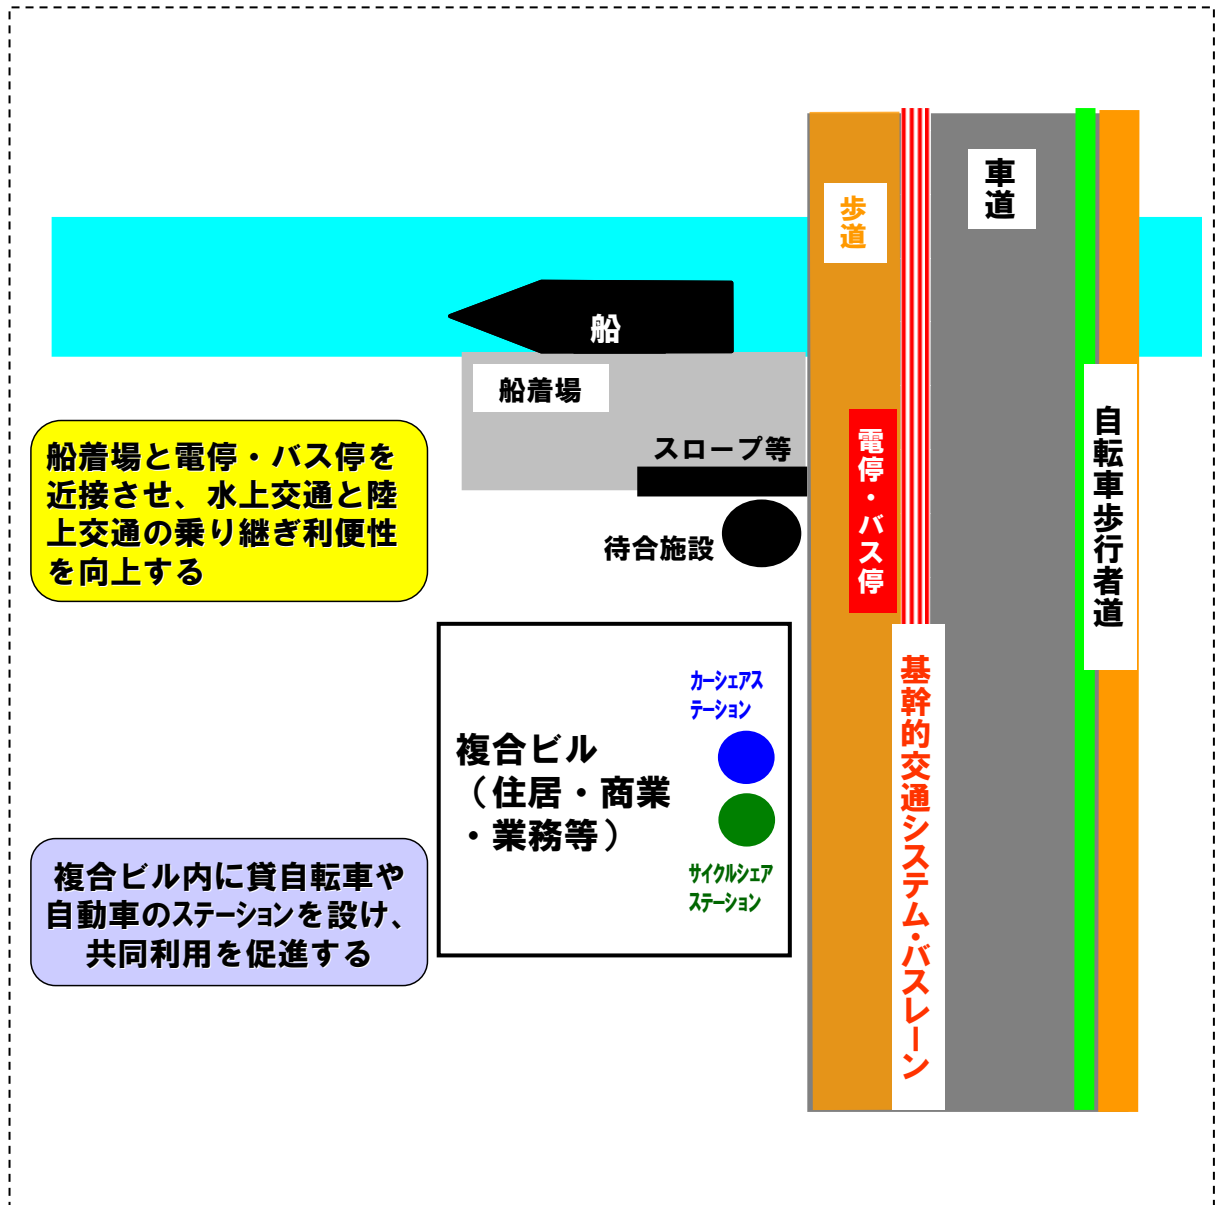 車道
歩道
船
船着場
スロープ等
待合施設
電停・バス停
自転車歩行者道
船着場と電停・バス停を
近接させ、水上交通と陸
上交通の乗り継ぎ利便性
を向上する
基幹的交通システム・バスレーン
カーシェアス
テーション
複合ビル
（住居・商業
・業務等）
サイクルシェア
ステーション
複合ビル内に貸自転車や
自動車のステーションを設け、
共同利用を促進する